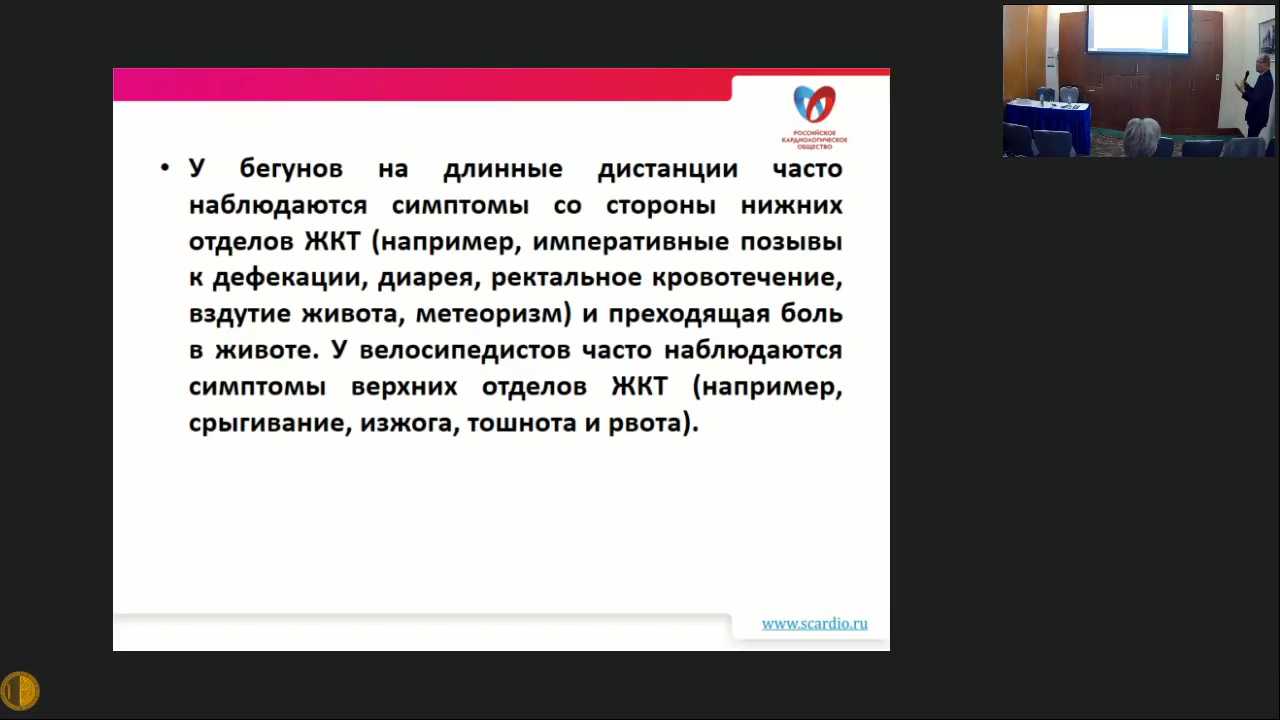 РОССИЙСКОЕ
КАРДИОЛОГИЧЕСКОЕ
ОБЩЕСТВО
• У бегунов на длинные дистанции часто
наблюдаются симптомы со стороны нижних
отделов ЖКТ (например, императивные позывы
к дефекации, диарея, ректальное кровотечение,
вздутие живота, метеоризм) и преходящая боль
в животе. У велосипедистов часто наблюдаются
симптомы верхних отделов ЖКТ (например,
срыгивание, изжога, тошнота и рвота).
www.scardio.ru